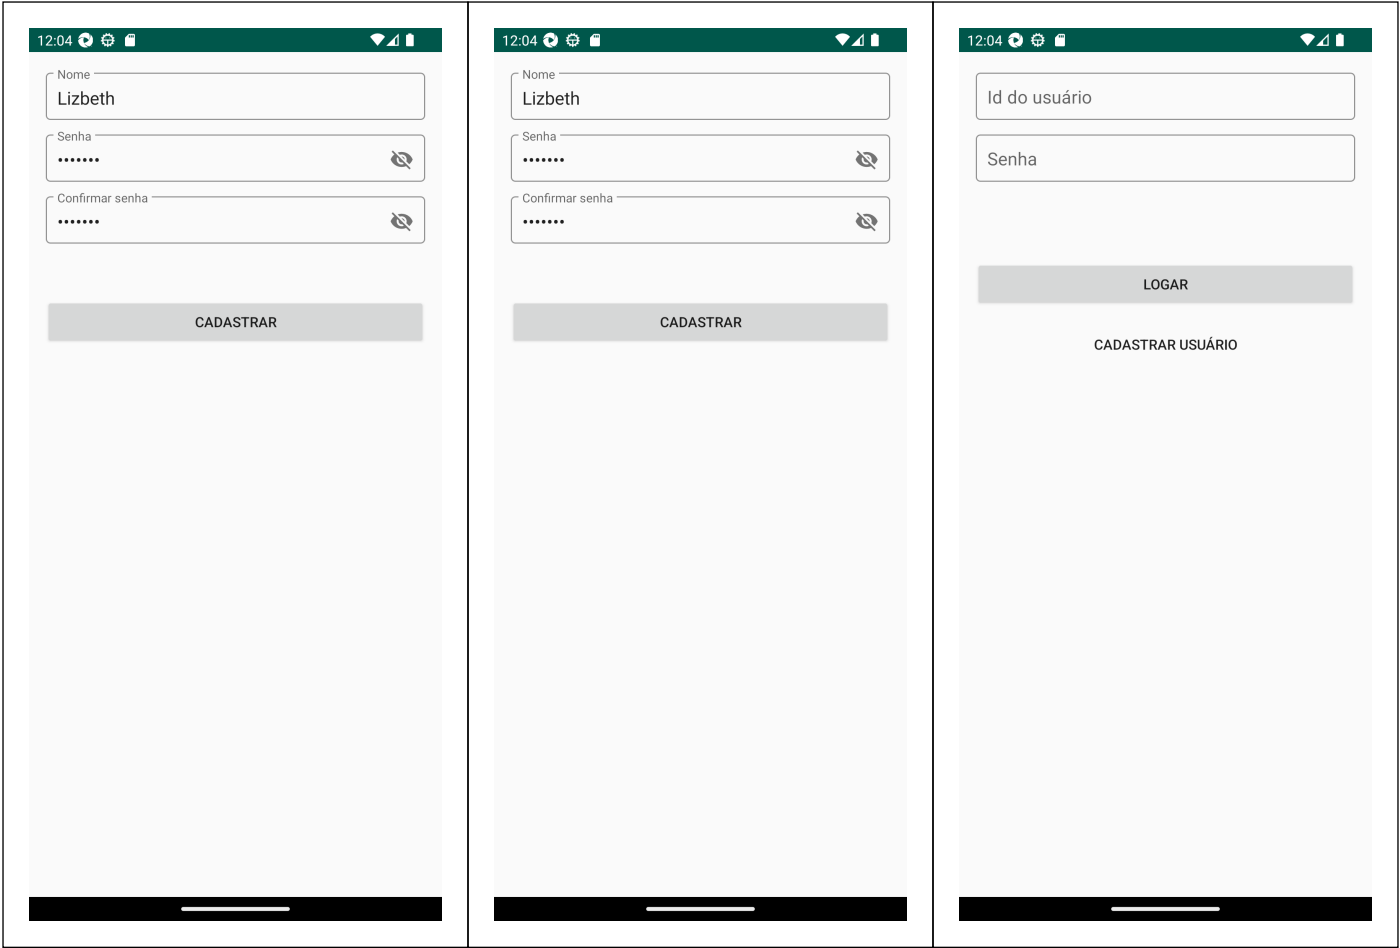 12:04
Nome
Lizbeth
Senha
•••••••
Confirmar senha
•••••••
CADASTRAR
12:04
Nome
Lizbeth
Senha
•••••••
Confirmar senha
•••••••
CADASTRAR
12:04
Id do usuário
Senha
LOGAR
CADASTRAR USUÁRIO